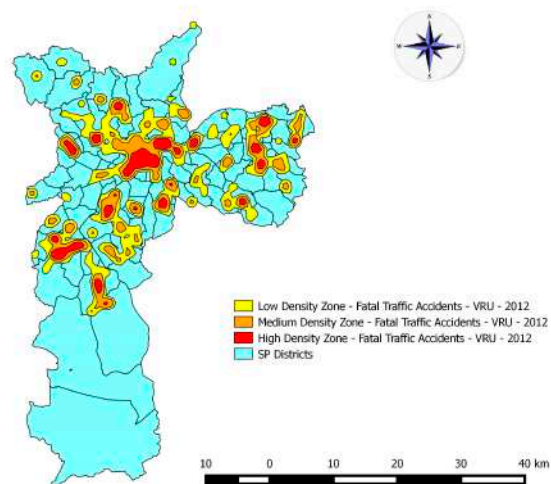 Low Density Zone - Fatal Traffic Accidents - VRU - 2012
Medium Density Zone - Fatal Traffic Accidents - VRU - 2012
High Density Zone - Fatal Traffic Accidents - VRU - 2012
SP Districts
10 0 10 20 30 40 km